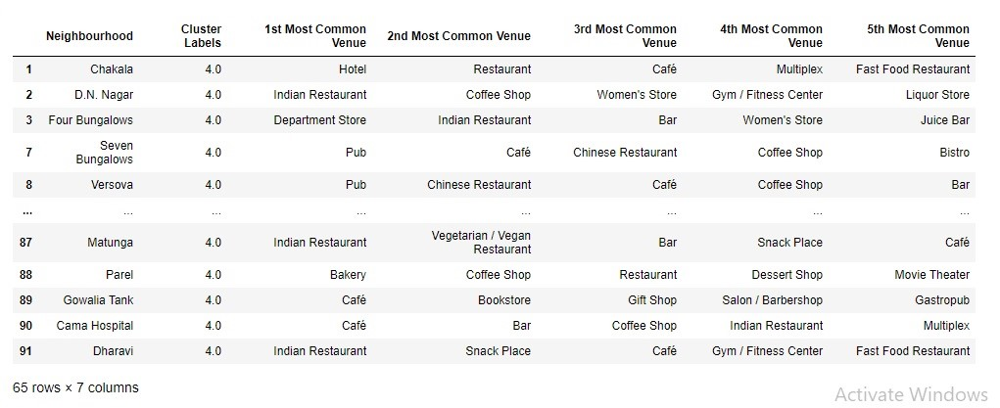 Neighbourhood Cluster Labels 1st Most Common Venue 2nd Most Common Venue 3rd Most Common Venue 4th Most Common Venue 5th Most Common Venue
1 Chakala 4.0 Hotel Restaurant Café Multiplex Fast Food Restaurant
2 D.N. Nagar 4.0 Indian Restaurant Coffee Shop Women's Store Gym / Fitness Center Liquor Store
3 Four Bungalows 4.0 Department Store Indian Restaurant Bar Women's Store Juice Bar
7 Seven Bungalows 4.0 Pub Café Chinese Restaurant Coffee Shop Bistro
8 Versova 4.0 Pub Chinese Restaurant Café Coffee Shop Bar
... ... ... ... ... ... ... ...
87 Matunga 4.0 Indian Restaurant Vegetarian / Vegan Restaurant Bar Snack Place Café
88 Parel 4.0 Bakery Coffee Shop Restaurant Dessert Shop Movie Theater
89 Gowalia Tank 4.0 Café Bookstore Gift Shop Salon / Barbershop Gastropub
90 Cama Hospital 4.0 Café Bar Coffee Shop Indian Restaurant Multiplex
91 Dharavi 4.0 Indian Restaurant Snack Place Café Gym / Fitness Center Fast Food Restaurant
65 rows × 7 columns
Activate Windows